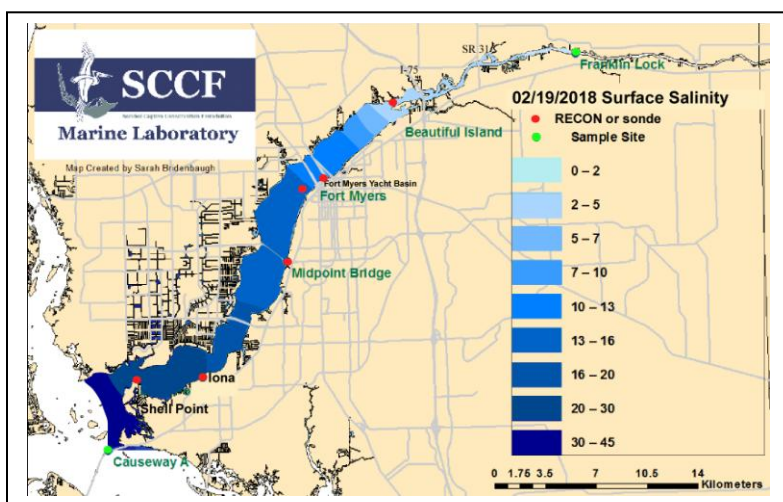 SCCF
Marine Laboratory
Map Created by Sarah Bridenbaugh
SR 31
I-75
Franklin Lock
02/19/2018 Surface Salinity
RECON or sonde
Sample Site
Beautiful Island
Fort Myers Yacht Basin
Fort Myers
Midpoint Bridge
Iona
Shell Point
Causeway A
0 – 2
2 – 5
5 – 7
7 – 10
10 – 13
13 – 16
16 – 20
20 – 30
30 – 45
0 1.75 3.5 7 10.5 14
Kilometers